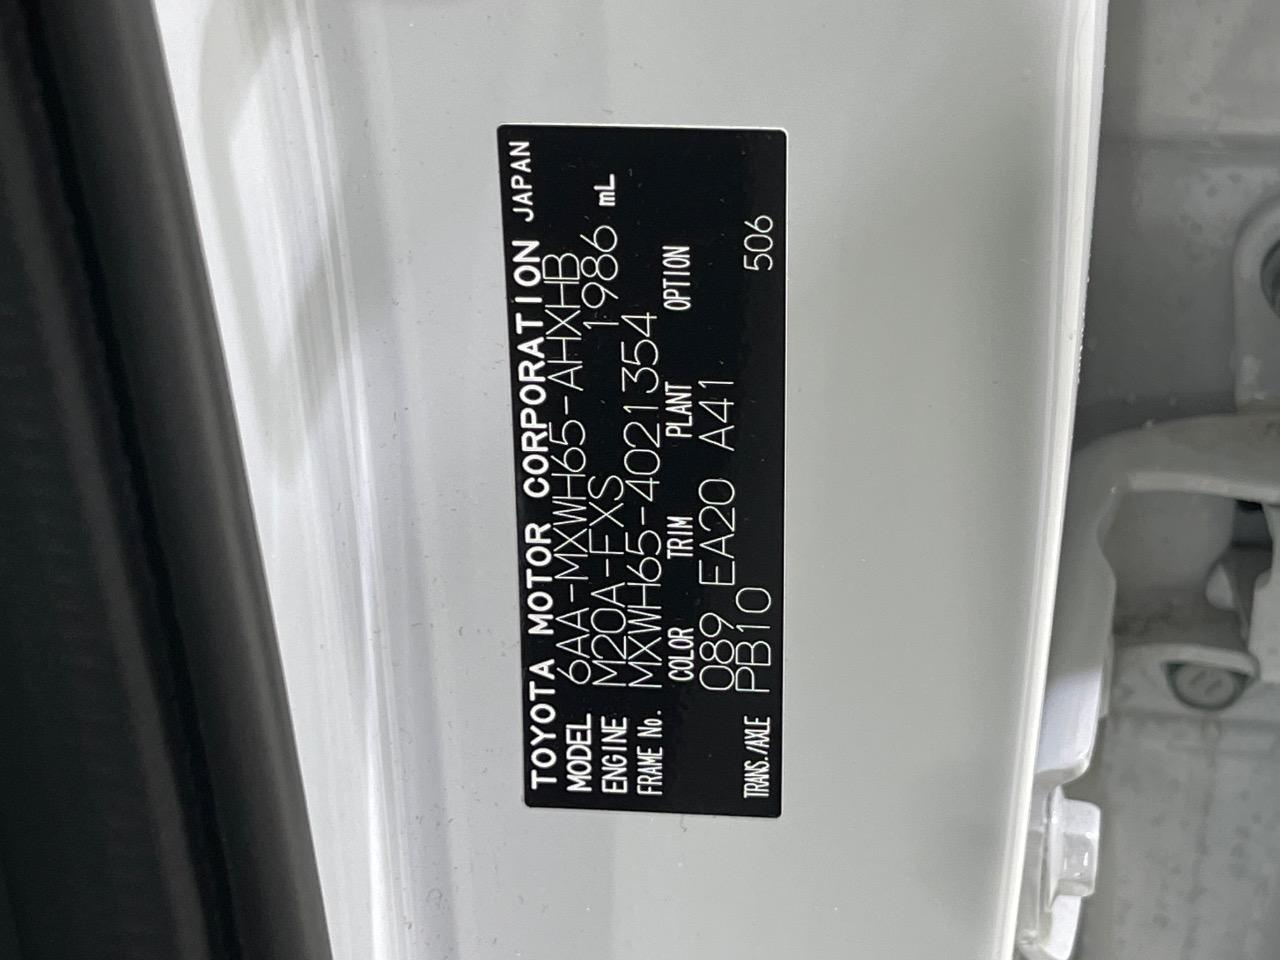 TOYOTA MOTOR CORPORATION JAPAN
MODEL 6AA-MXWH65-AHXHB
ENGINE M20A-FXS 1986 mL
FRAME No. MXWH65-4021354
COLOR TRIM PLANT OPTION
089 EA20 A41
TRANS./AXLE PB10 506